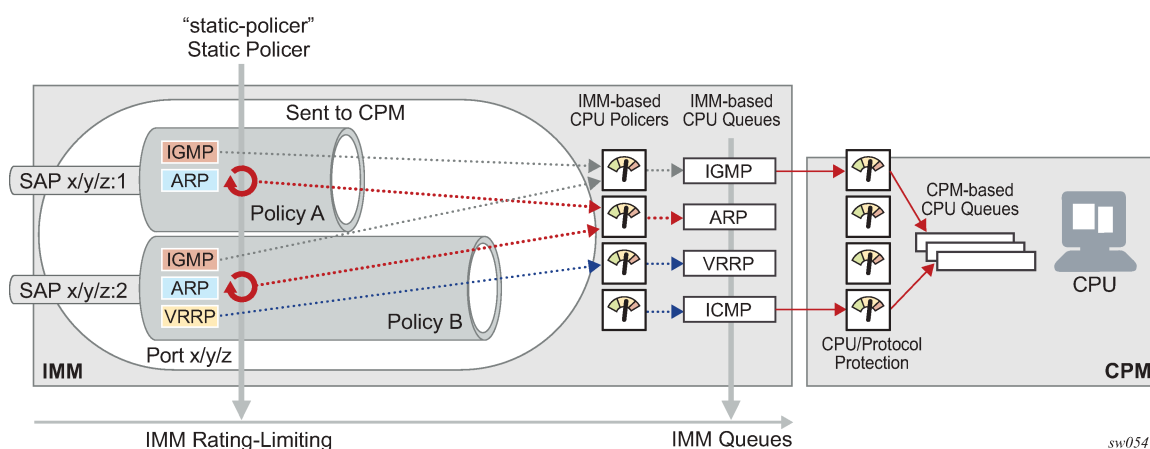 “static-policer”
Static Policer
IMM-based
CPU Policers
IMM-based
CPU Queues
Sent to CPM
IGMP
ARP
SAP x/y/z:1
Policy A
IGMP
ARP
VRRP
SAP x/y/z:2
Policy B
Port x/y/z
IMM
IGMP
ARP
VRRP
ICMP
CPM-based
CPU Queues
CPU
CPU/Protocol
Protection
CPM
IMM Rating-Limiting
IMM Queues
sw054